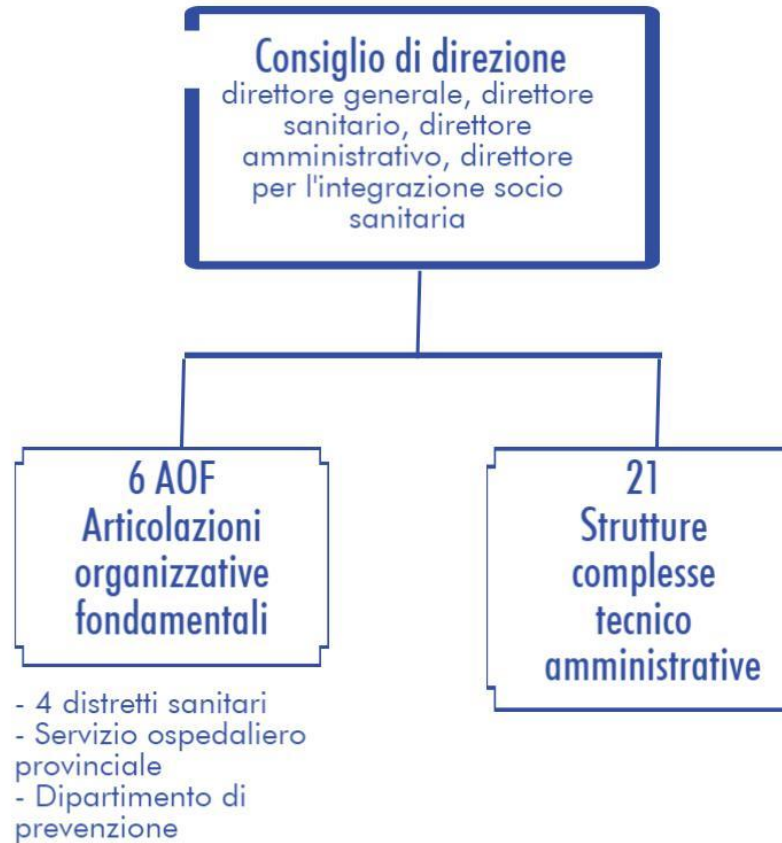 Consiglio di direzione
direttore generale, direttore
sanitario, direttore
amministrativo, direttore
per l'integrazione socio
sanitaria
6 AOF
Articolazioni
organizzative
fondamentali
- 4 distretti sanitari
- Servizio ospedaliero
provinciale
- Dipartimento di
prevenzione
21
Strutture
complesse
tecnico
amministrative